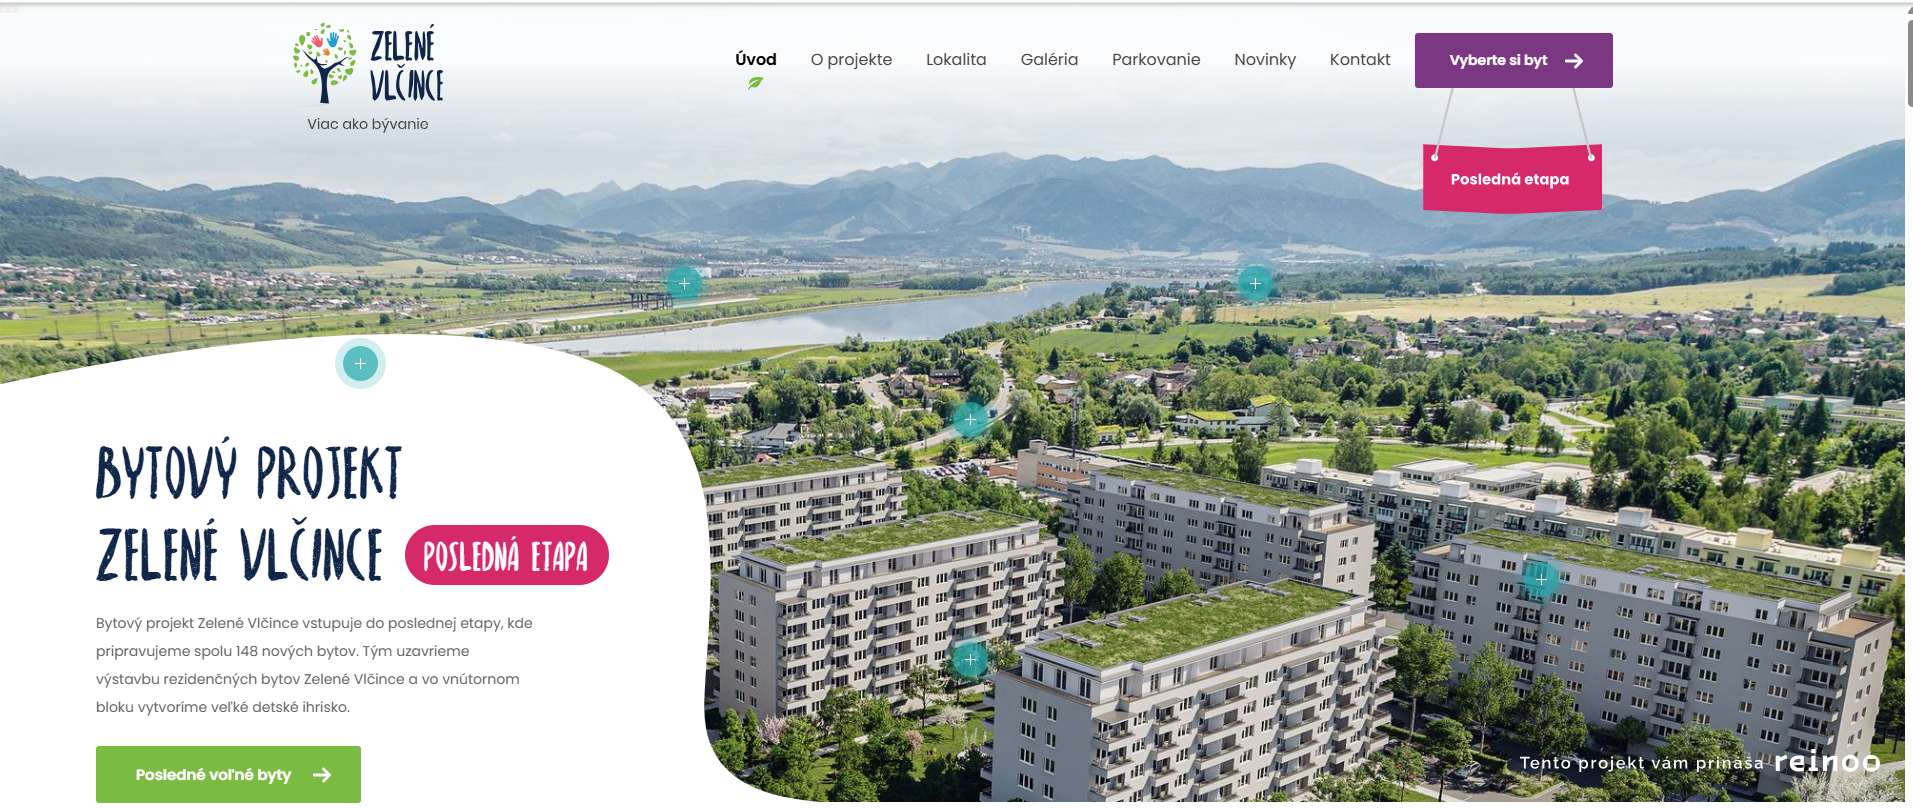 ZELENÉ
VLČINCE
Viac ako bývanie
Úvod
O projekte
Lokalita
Galéria
Parkovanie
Novinky
Kontakt
Vyberte si byt
Posledná etapa
BYTOVÝ PROJEKT
ZELENÉ VLČINCE
POSLEDNÁ ETAPA
Bytový projekt Zelené Vlčince vstupuje do poslednej etapy, kde
pripravujeme spolu 148 nových bytov. Tým uzavrieme
výstavbu rezidenčných bytov Zelené Vlčince a vo vnútornom
bloku vytvoríme veľké detské ihrisko.
Posledné voľné byty
Tento projekt vám prináša reinoo